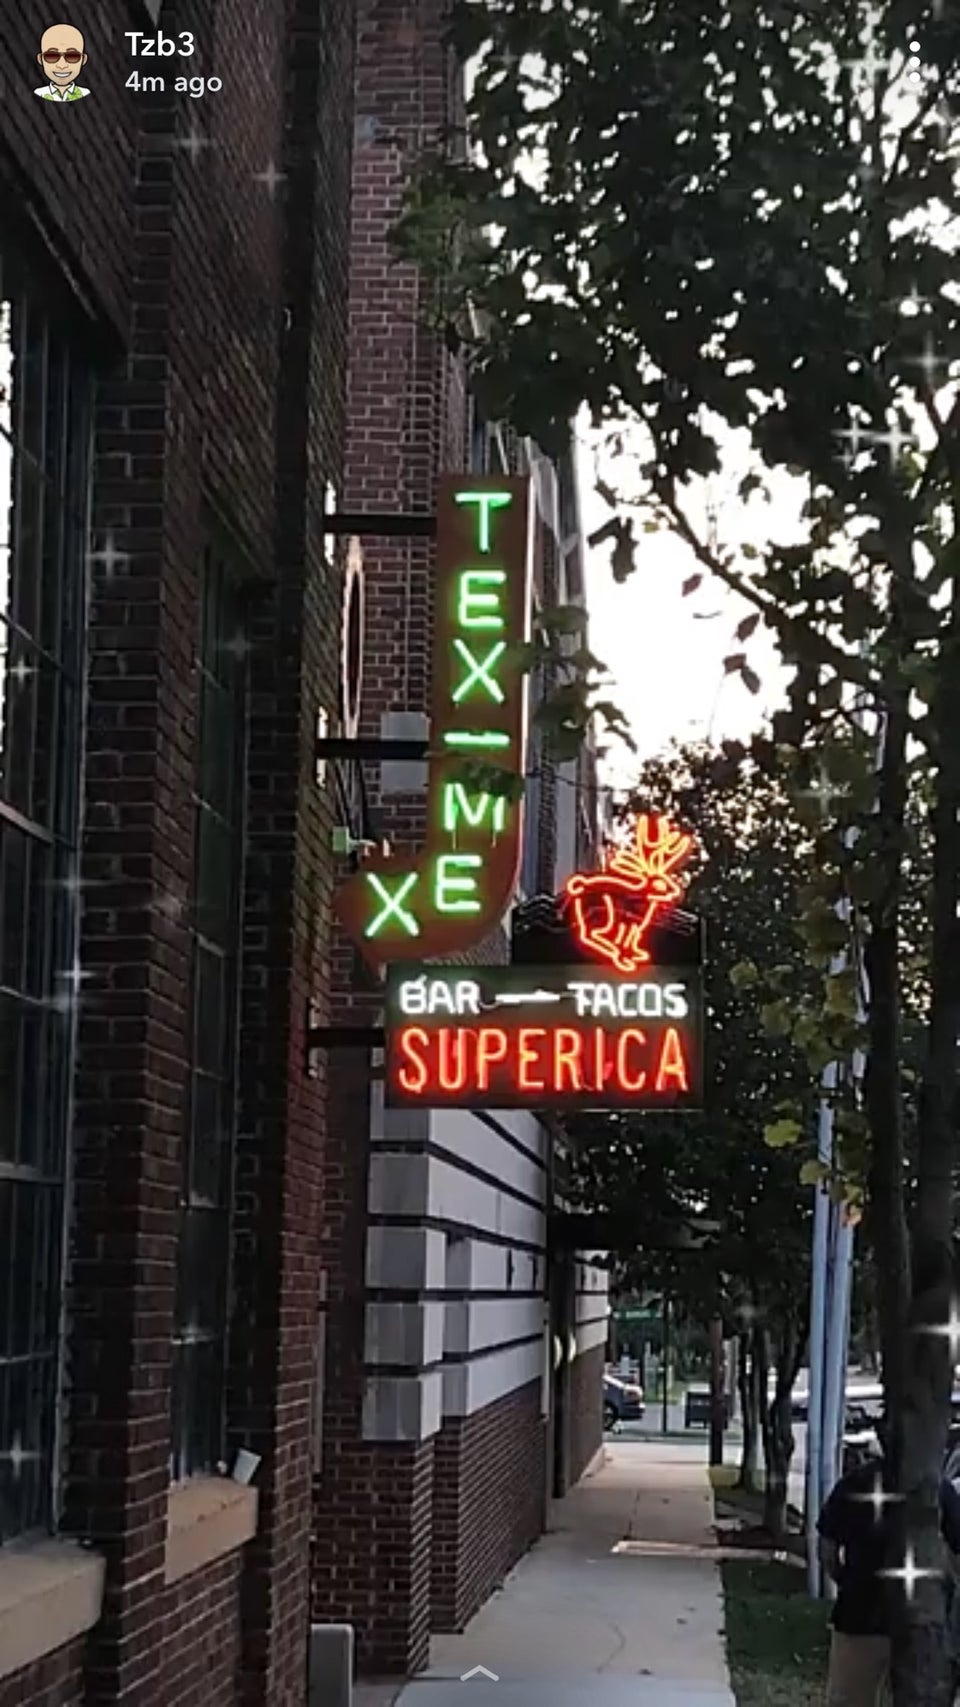 Tzb3
4m ago
TEX-MEX
BAR — TACOS
SUPERICA